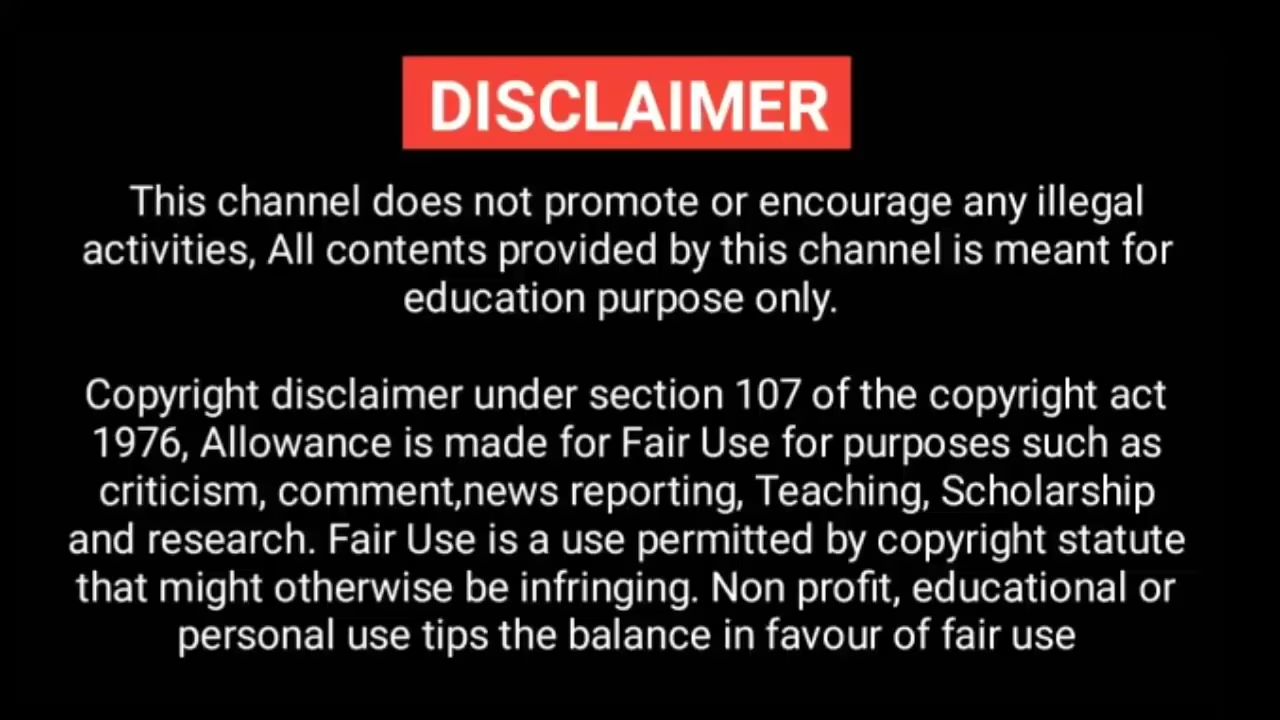 DISCLAIMER
This channel does not promote or encourage any illegal
activities, All contents provided by this channel is meant for
education purpose only.
Copyright disclaimer under section 107 of the copyright act
1976, Allowance is made for Fair Use for purposes such as
criticism, comment,news reporting, Teaching, Scholarship
and research. Fair Use is a use permitted by copyright statute
that might otherwise be infringing. Non profit, educational or
personal use tips the balance in favour of fair use